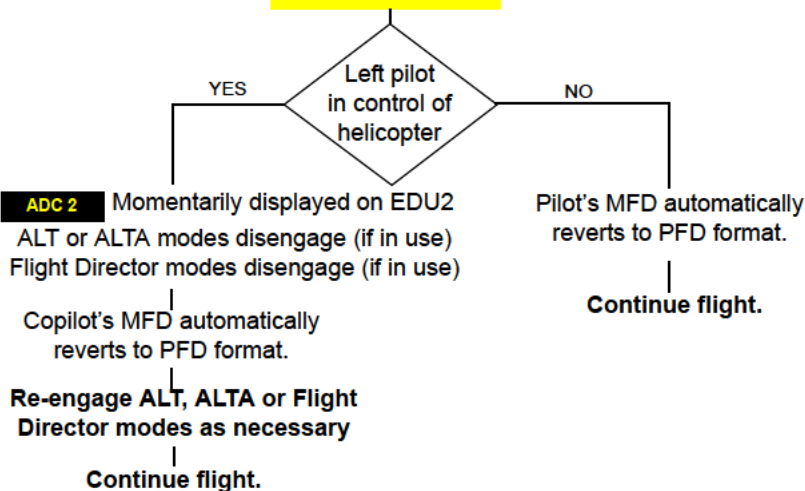 Left pilot
in control of
helicopter
YES
NO
ADC 2 Momentarily displayed on EDU2
ALT or ALTA modes disengage (if in use)
Flight Director modes disengage (if in use)
Copilot's MFD automatically
reverts to PFD format.
Re-engage ALT, ALTA or Flight
Director modes as necessary
Continue flight.
Pilot's MFD automatically
reverts to PFD format.
Continue flight.